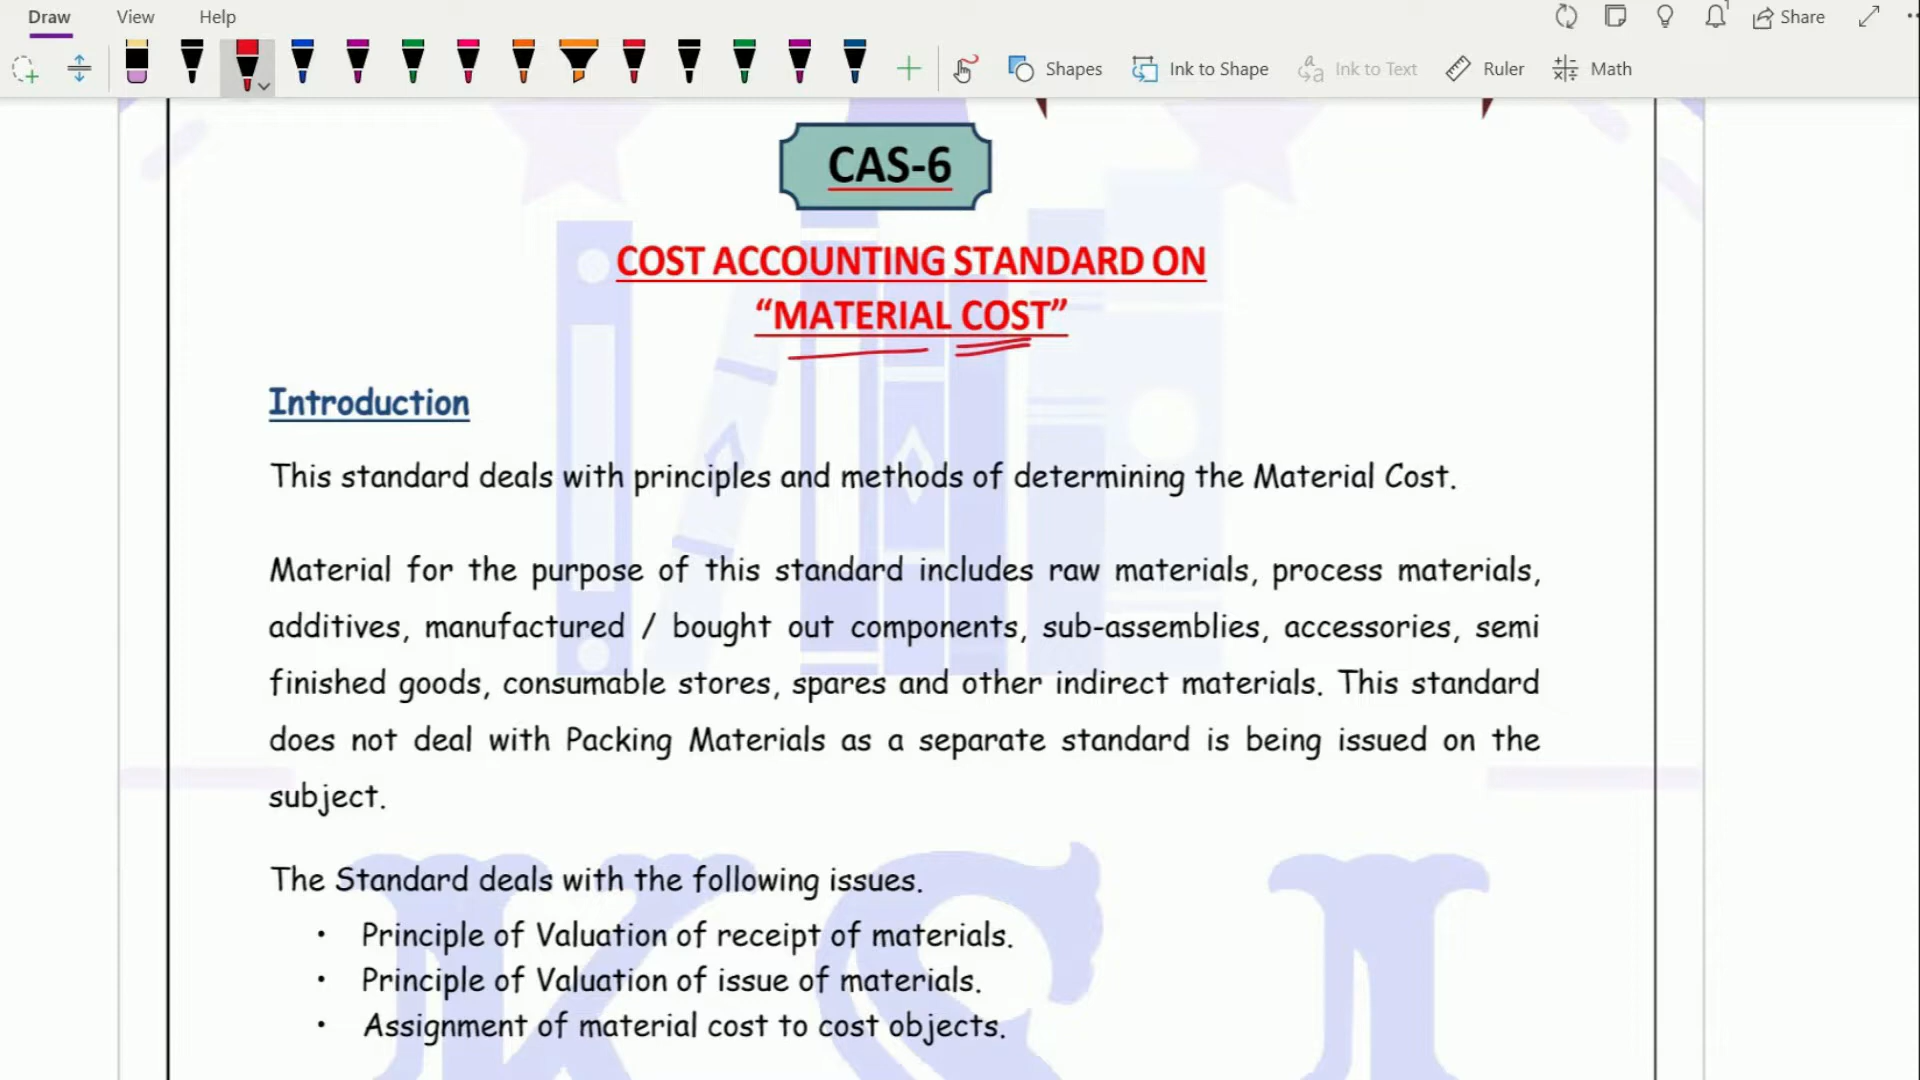 Draw View Help
Share
Shapes Ink to Shape Ink to Text Ruler Math
CAS-6
COST ACCOUNTING STANDARD ON
“MATERIAL COST”
Introduction
This standard deals with principles and methods of determining the Material Cost.
Material for the purpose of this standard includes raw materials, process materials,
additives, manufactured / bought out components, sub-assemblies, accessories, semi
finished goods, consumable stores, spares and other indirect materials. This standard
does not deal with Packing Materials as a separate standard is being issued on the
subject.
The Standard deals with the following issues.
• Principle of Valuation of receipt of materials.
• Principle of Valuation of issue of materials.
• Assignment of material cost to cost objects.
KSI